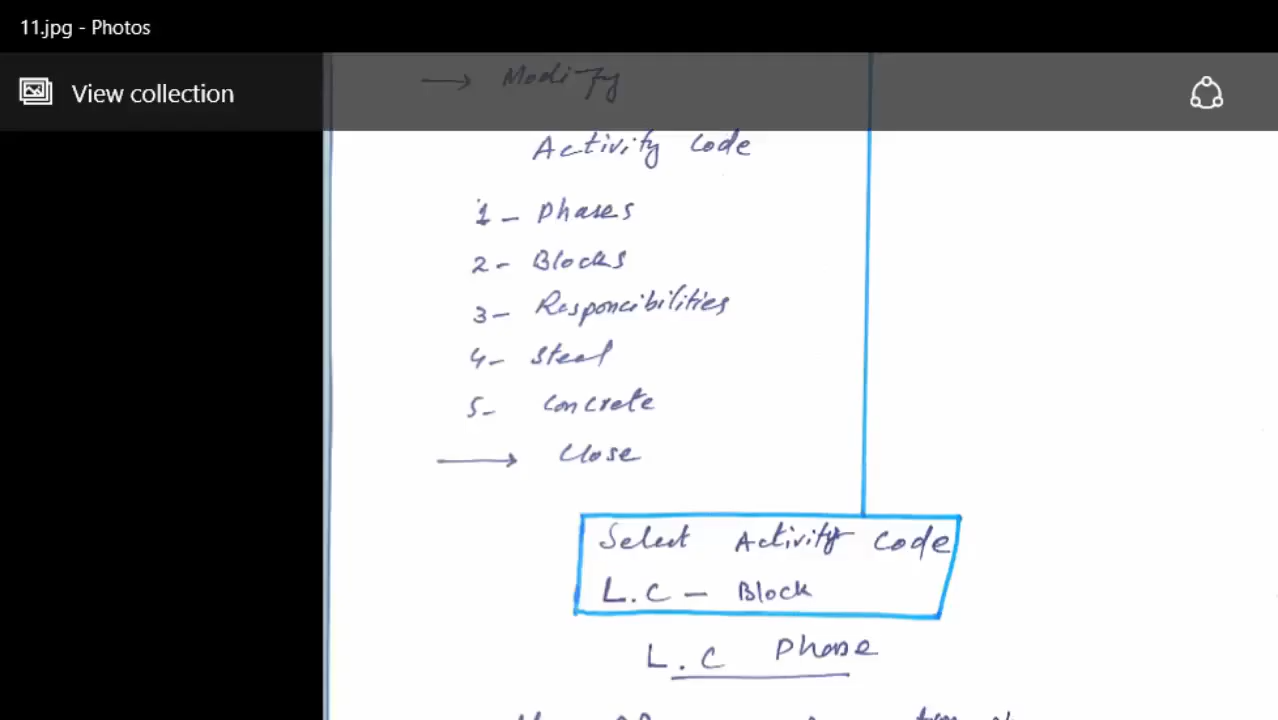 11.jpg - Photos
View collection
→ Modify
Activity Code
1 - Phases
2 - Blocks
3 - Responcibilities
4 - Steel
5 - Concrete
→ Close
Select Activity Code
L.C - Block
L.C Phase